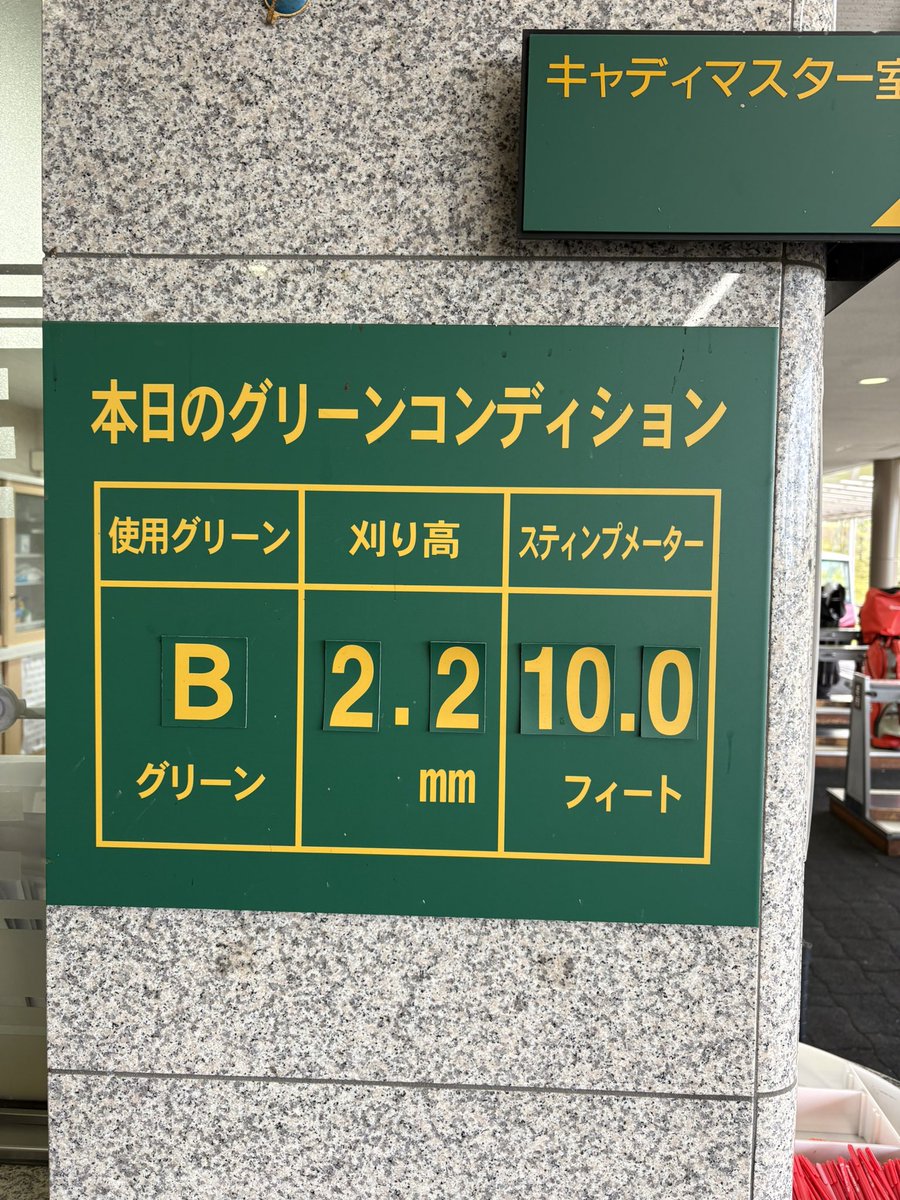 キャディマスター室
本日のグリーンコンディション
使用グリーン 刈り高 スティンプメーター
B 2.2 10.0
グリーン mm フィート